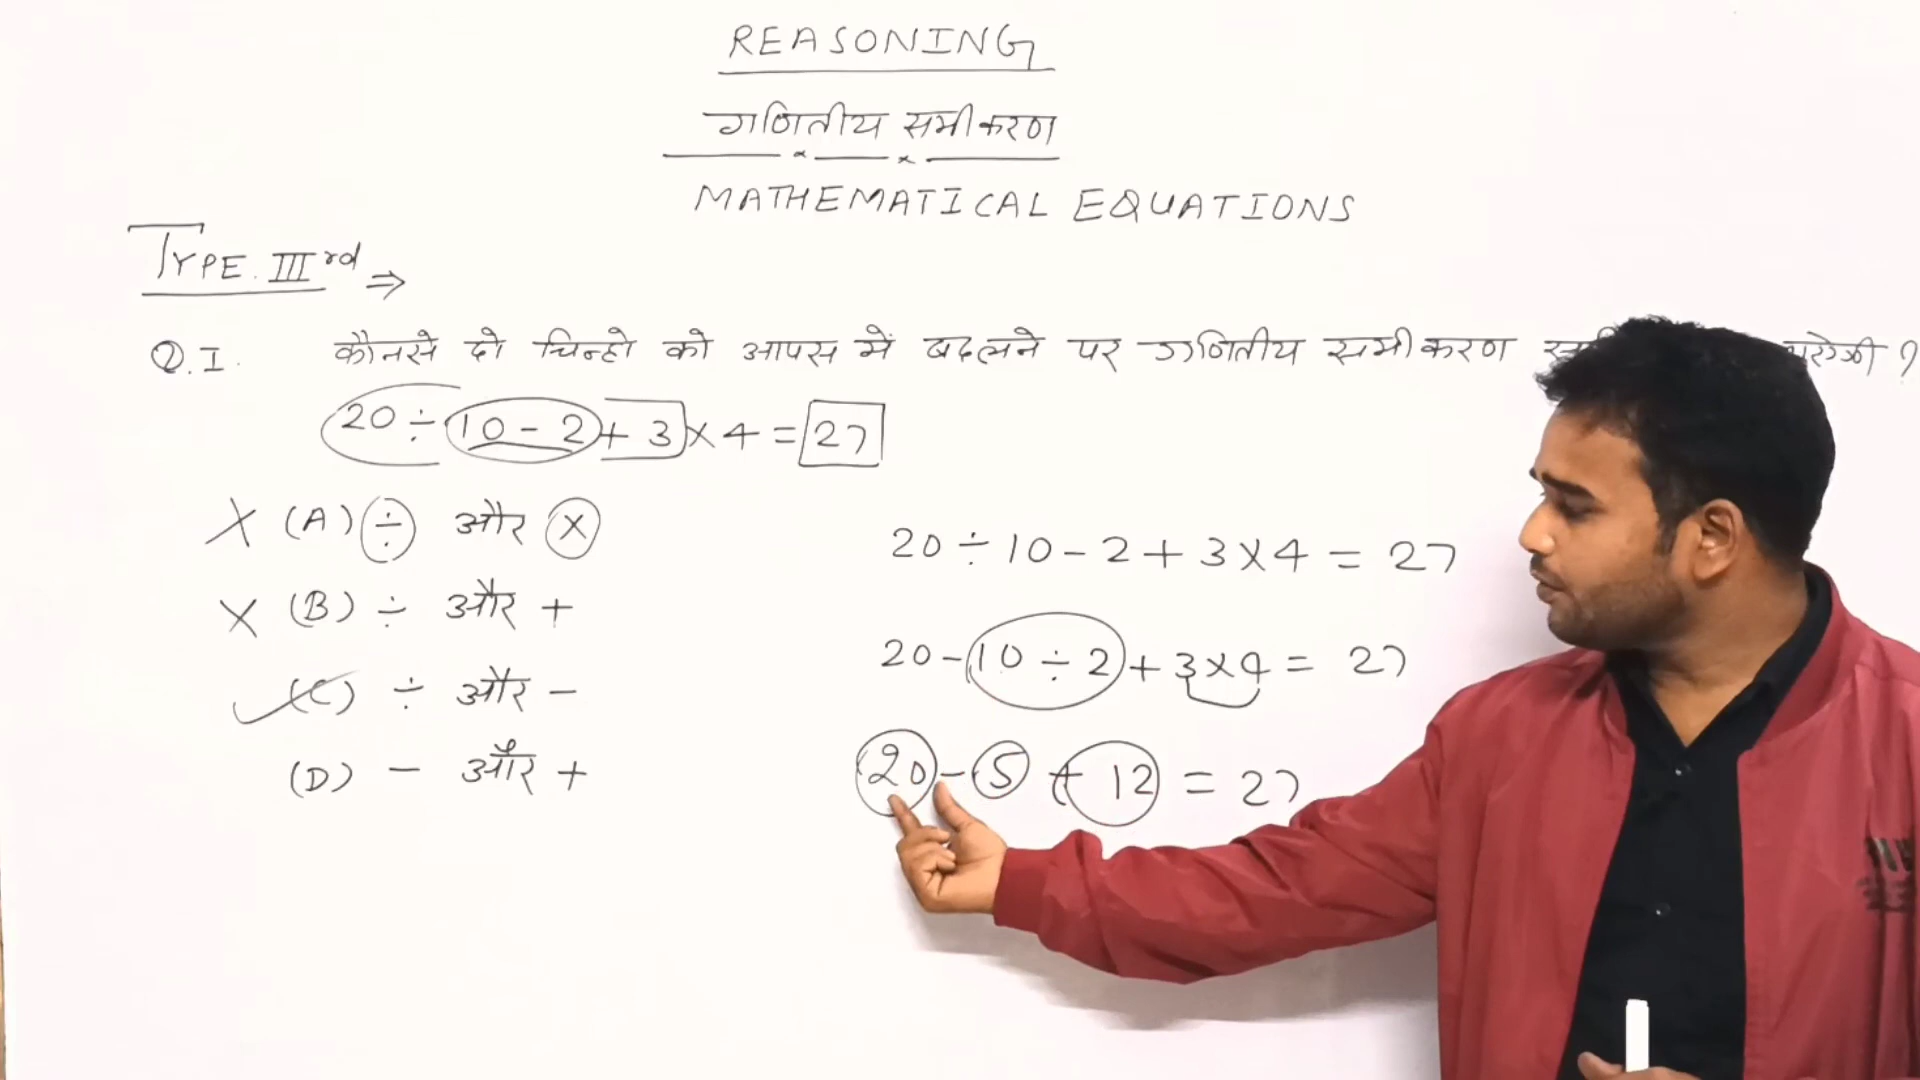 REASONING
गणितीय समीकरण
MATHEMATICAL EQUATIONS
TYPE. III rd ⇒
Q.I. कौनसे दो चिन्हो को आपस में बदलने पर गणितीय समीकरण
20 ÷ 10 - 2 + 3 × 4 = 27
(A) ÷ और ×
(B) ÷ और +
(C) ÷ और -
(D) - और +
20 ÷ 10 - 2 + 3 × 4 = 27
20 - 10 ÷ 2 + 3 × 4 = 27
20 - 5 + 12 = 27